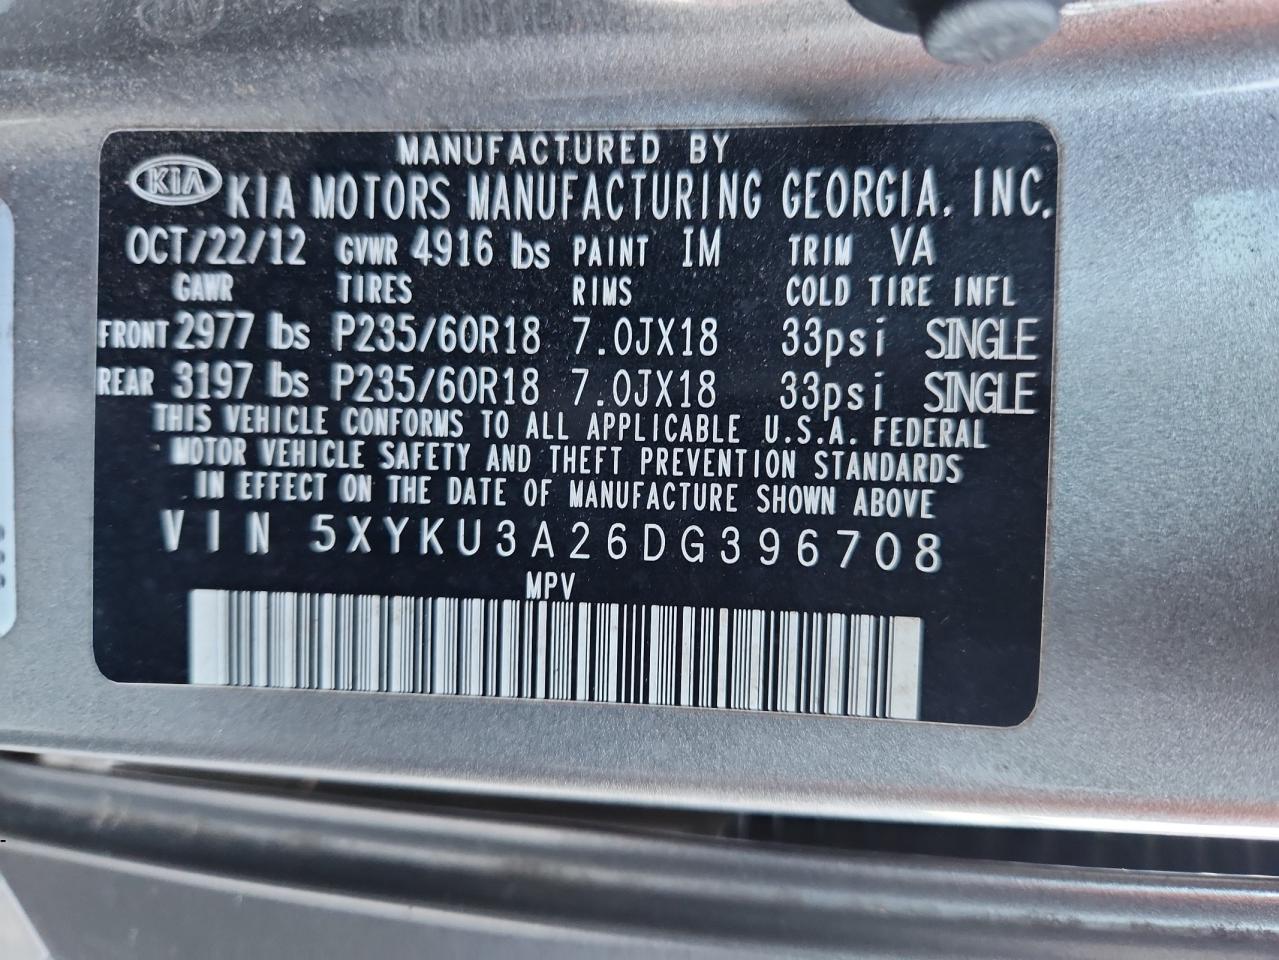 MANUFACTURED BY
KIA KIA MOTORS MANUFACTURING GEORGIA, INC.
OCT/22/12 GVWR 4916 lbs PAINT IM TRIM VA
GAWR TIRES RIMS COLD TIRE INFL
FRONT 2977 lbs P235/60R18 7.0JX18 33psi SINGLE
REAR 3197 lbs P235/60R18 7.0JX18 33psi SINGLE
THIS VEHICLE CONFORMS TO ALL APPLICABLE U.S.A. FEDERAL
MOTOR VEHICLE SAFETY AND THEFT PREVENTION STANDARDS
IN EFFECT ON THE DATE OF MANUFACTURE SHOWN ABOVE
VIN 5XYKU3A26DG396708
MPV